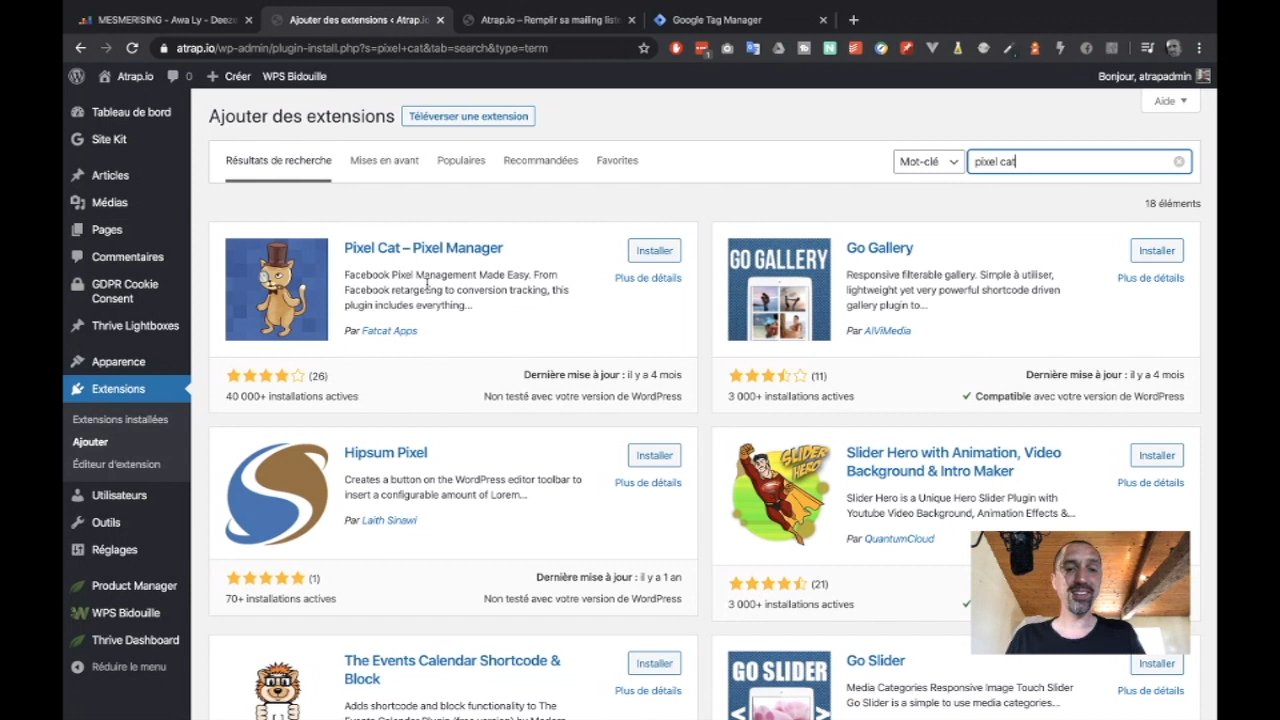 MESMERISING – Awa Ly - Deeze
Ajouter des extensions ‹ Atrap.io
Atrap.io – Remplir sa mailing list
Google Tag Manager
atrap.io/wp-admin/plugin-install.php?s=pixel+cat&tab=search&type=term
Atrap.io
0
Créer
WPS Bidouille
Bonjour, atrapadmin
Tableau de bord
Site Kit
Articles
Médias
Pages
Commentaires
GDPR Cookie
Consent
Thrive Lightboxes
Apparence
Extensions
Extensions installées
Ajouter
Éditeur d'extension
Utilisateurs
Outils
Réglages
Product Manager
WPS Bidouille
Thrive Dashboard
Réduire le menu
Ajouter des extensions
Téléverser une extension
Aide
Résultats de recherche
Mises en avant
Populaires
Recommandées
Favorites
Mot-clé
pixel cat
18 éléments
Pixel Cat – Pixel Manager
Installer
Facebook Pixel Management Made Easy. From
Facebook retargeting to conversion tracking, this
plugin includes everything…
Plus de détails
Par Fatcat Apps
(26)
Dernière mise à jour : il y a 4 mois
40 000+ installations actives
Non testé avec votre version de WordPress
GO GALLERY
Go Gallery
Installer
Responsive filterable gallery. Simple à utiliser,
lightweight yet very powerful shortcode driven
gallery plugin to…
Plus de détails
Par AlViMedia
(11)
Dernière mise à jour : il y a 4 mois
3 000+ installations actives
Compatible avec votre version de WordPress
Hipsum Pixel
Installer
Creates a button on the WordPress editor toolbar to
insert a configurable amount of Lorem…
Plus de détails
Par Laith Sinawi
(1)
Dernière mise à jour : il y a 1 an
70+ installations actives
Non testé avec votre version de WordPress
SLIDER
HERO
Slider Hero with Animation, Video
Background & Intro Maker
Installer
Slider Hero is a Unique Hero Slider Plugin with
Youtube Video Background, Animation Effects &…
Plus de détails
Par QuantumCloud
(21)
3 000+ installations actives
The Events Calendar Shortcode &
Block
Installer
Adds shortcode and block functionality to The
Plus de détails
GO SLIDER
Go Slider
Installer
Media Categories Responsive Image Touch Slider
Go Slider is a simple to use media categories.
Plus de détails